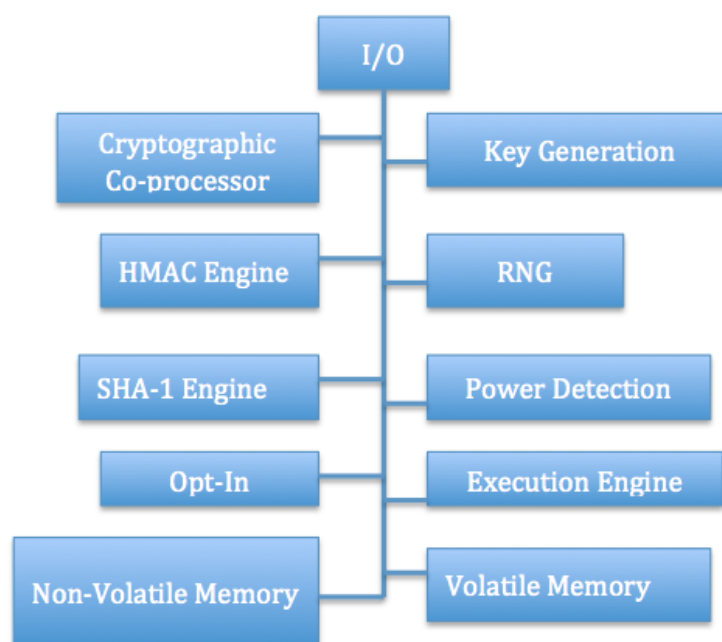 I/O
Cryptographic
Co-processor
Key Generation
HMAC Engine
RNG
SHA-1 Engine
Power Detection
Opt-In
Execution Engine
Non-Volatile Memory
Volatile Memory